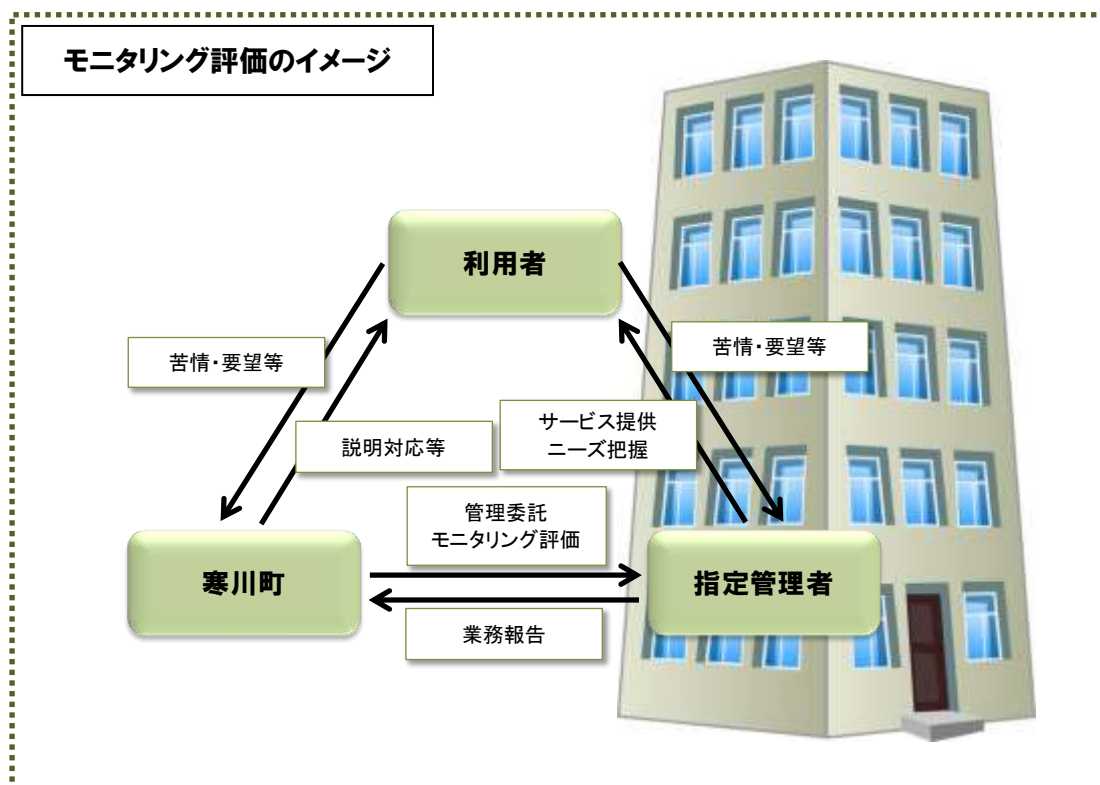 モニタリング評価のイメージ
利用者
苦情・要望等
苦情・要望等
説明対応等
サービス提供
ニーズ把握
管理委託
モニタリング評価
寒川町
指定管理者
業務報告